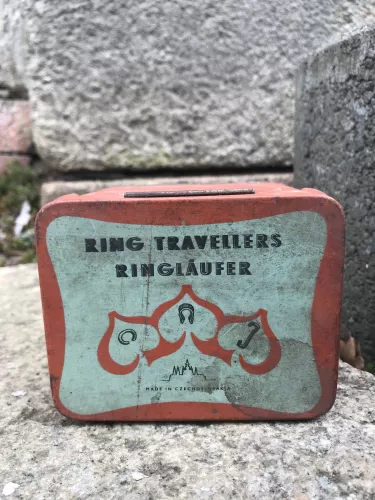 RING TRAVELLERS
RINGLÄUFER
MADE IN CZECHOSLOVAKIA